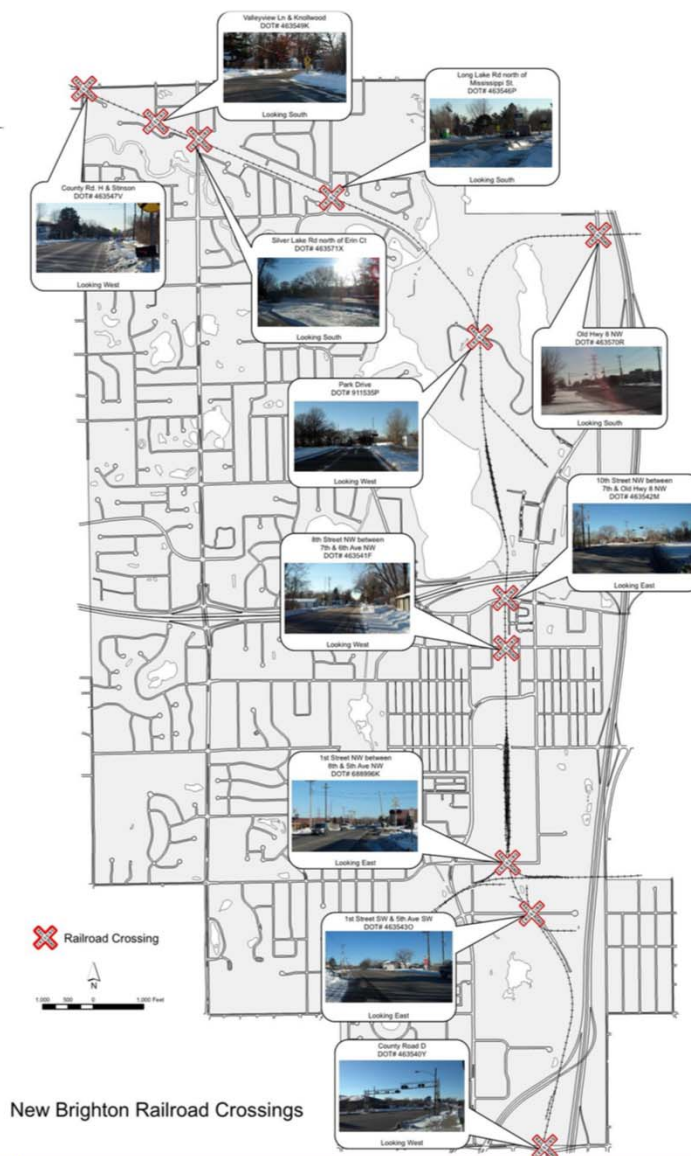 Valleyview Ln & Knollwood
DOT# 463549K
Looking South
Long Lake Rd north of
Mississippi St.
DOT# 463546P
Looking South
County Rd. H & Stinson
DOT# 463547V
Looking West
Silver Lake Rd north of Erin Ct
DOT# 463571X
Looking South
Old Hwy 8 NW
DOT# 463570R
Looking South
Park Drive
DOT# 911535P
Looking West
10th Street NW between
7th & Old Hwy 8 NW
DOT# 463542M
Looking East
8th Street NW between
7th & 6th Ave NW
DOT# 463541F
Looking West
1st Street NW between
8th & 5th Ave NW
DOT# 688996K
Looking East
1st Street SW & 5th Ave SW
DOT# 463543O
Looking East
Railroad Crossing
N
1,000 500 0 1,000 Feet
County Road D
DOT# 463540Y
Looking West
New Brighton Railroad Crossings